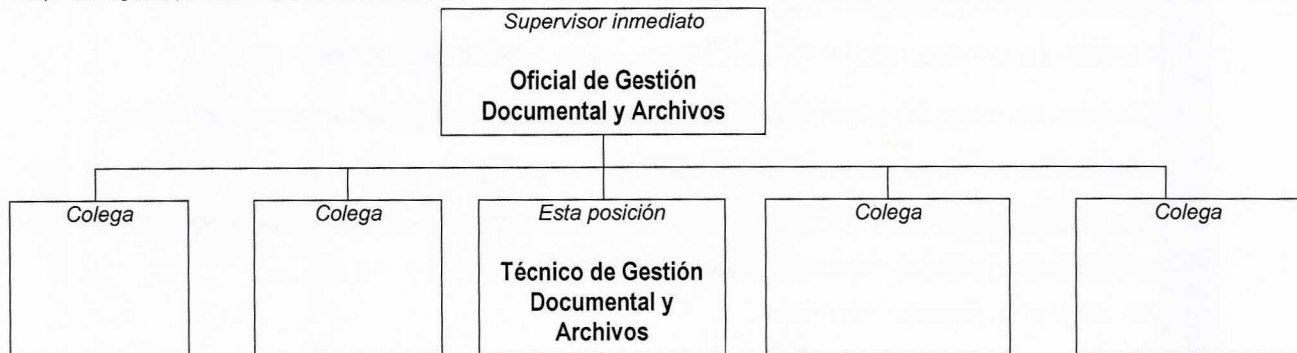 Supervisor inmediato
Oficial de Gestión
Documental y Archivos
Colega
Colega
Esta posición
Colega
Colega
Técnico de Gestión
Documental y
Archivos